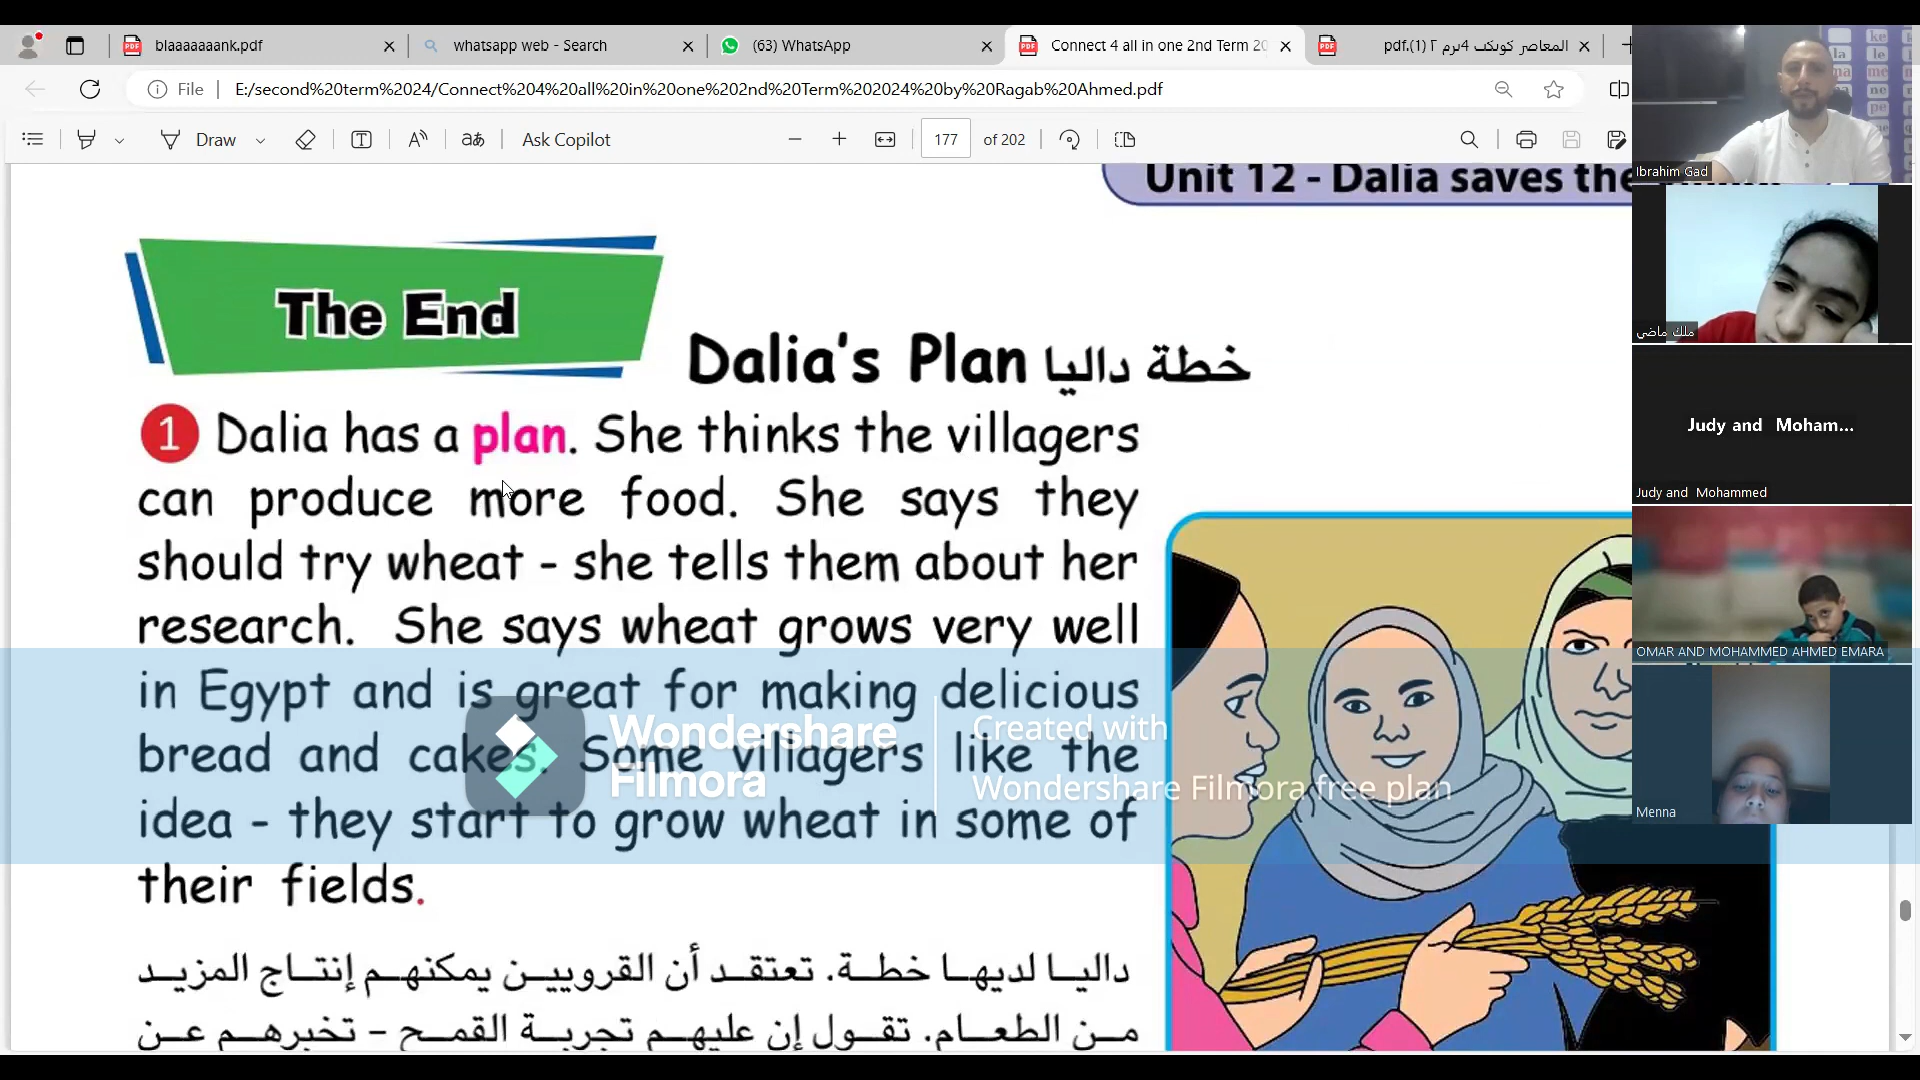 blaaaaaaank.pdf
whatsapp web - Search
(63) WhatsApp
Connect 4 all in one 2nd Term 20
المعاصر كونكت 4برم ٢ (1).pdf
File
E:/second%20term%2024/Connect%204%20all%20in%20one%202nd%20Term%202024%20by%20Ragab%20Ahmed.pdf
Draw
Ask Copilot
177 of 202
Unit 12 - Dalia saves the
The End
Dalia's Plan خطة داليا
1 Dalia has a plan. She thinks the villagers
can produce more food. She says they
should try wheat - she tells them about her
research. She says wheat grows very well
in Egypt and is great for making delicious
bread and cakes. Some villagers like the
idea - they start to grow wheat in some of
their fields.
داليا لديها خطة. تعتقد أن القرويين يمكنهم إنتاج المزيد
من الطعام. تقول إن عليهم تجربة القمح – تخبرهم عن
Wondershare
Filmora
Created with
Wondershare Filmora free plan
Ibrahim Gad
ملك ماضي
Judy and Moham...
Judy and Mohammed
OMAR AND MOHAMMED AHMED EMARA
Menna